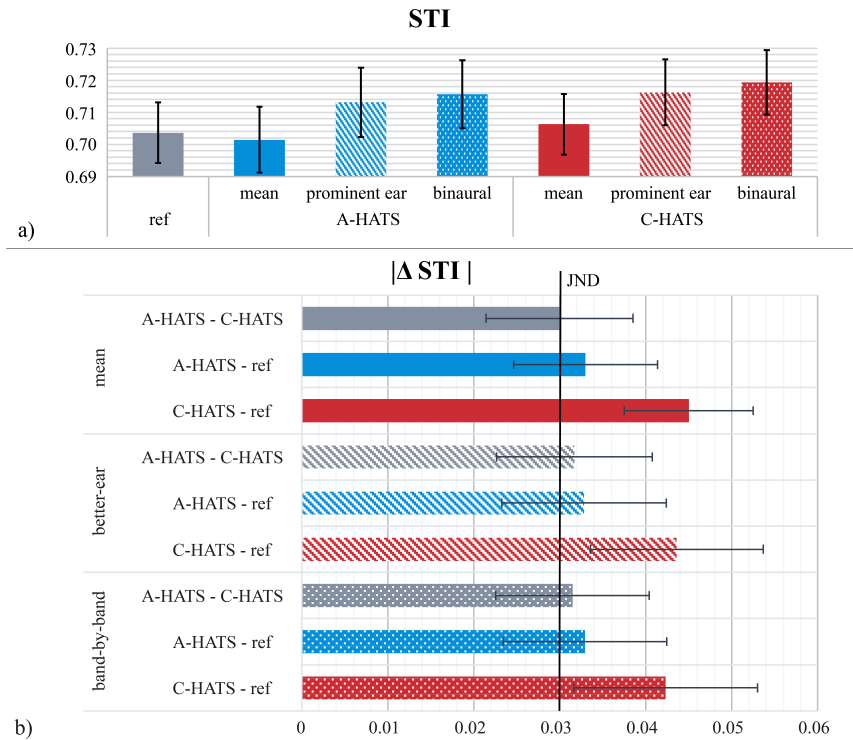 STI
0.73
0.72
0.71
0.70
0.69
mean prominent ear binaural mean prominent ear binaural
ref A-HATS C-HATS
a)
|Δ STI |
JND
mean
A-HATS - C-HATS
A-HATS - ref
C-HATS - ref
better-ear
A-HATS - C-HATS
A-HATS - ref
C-HATS - ref
band-by-band
A-HATS - C-HATS
A-HATS - ref
C-HATS - ref
b)
0 0.01 0.02 0.03 0.04 0.05 0.06